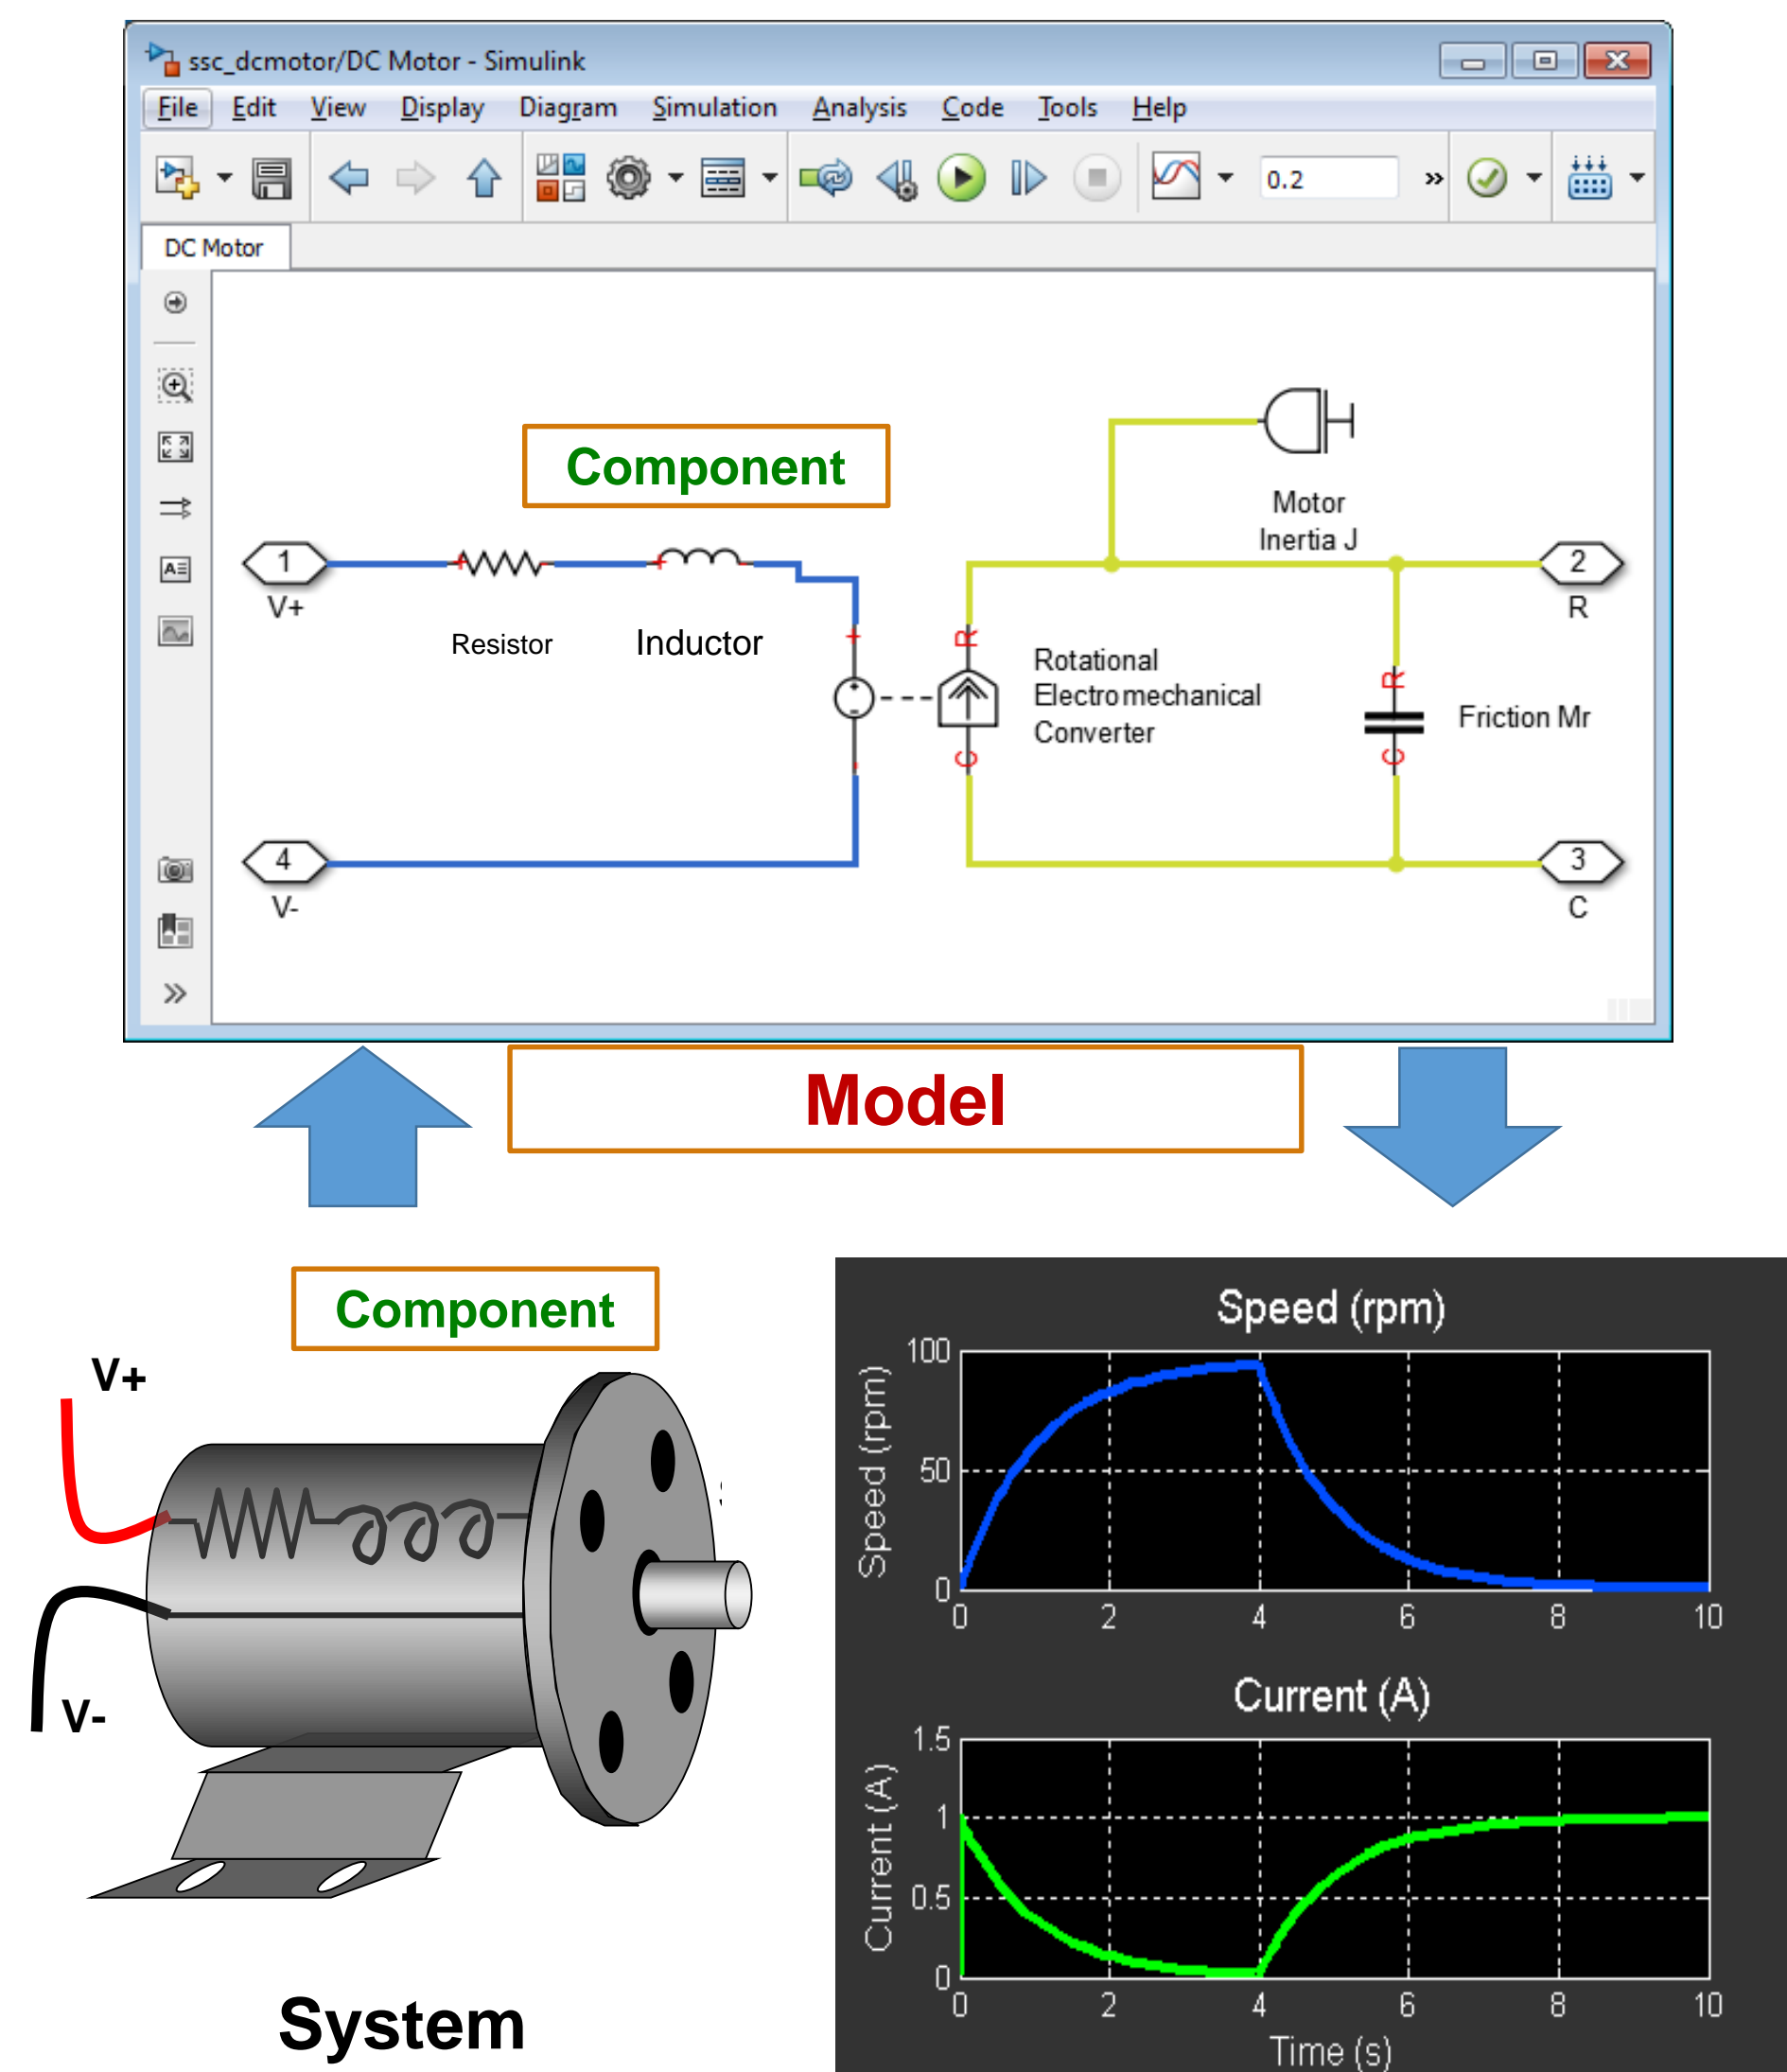 ssc_dcmotor/DC Motor - Simulink
File Edit View Display Diagram Simulation Analysis Code Tools Help
0.2 »
DC Motor
Component
Motor
Inertia J
1
V+
2
R
Resistor
Inductor
+
-
R
C
Rotational
Electromechanical
Converter
R
C
Friction Mr
4
V-
3
C
Model
Component
V+
V-
System
Speed (rpm)
Speed (rpm)
100
50
0
0 2 4 6 8 10
Current (A)
Current (A)
1.5
1
0.5
0
0 2 4 6 8 10
Time (s)